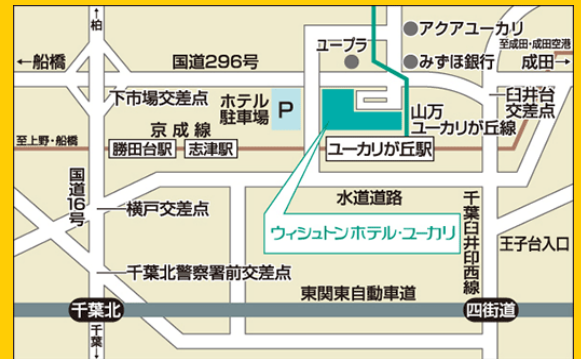 ↑柏
アクアユーカリ
ユープラ
至成田・成田空港
←船橋
国道296号
みずほ銀行
成田→
下市場交差点
ホテル
駐車場
P
山万
ユーカリが丘線
臼井台
交差点
京成線
至上野・船橋
勝田台駅
志津駅
ユーカリが丘駅
国道16号
水道道路
千葉臼井印西線
横戸交差点
ウィシュトンホテル・ユーカリ
王子台入口
千葉北警察署前交差点
東関東自動車道
千葉北
四街道
千葉↓